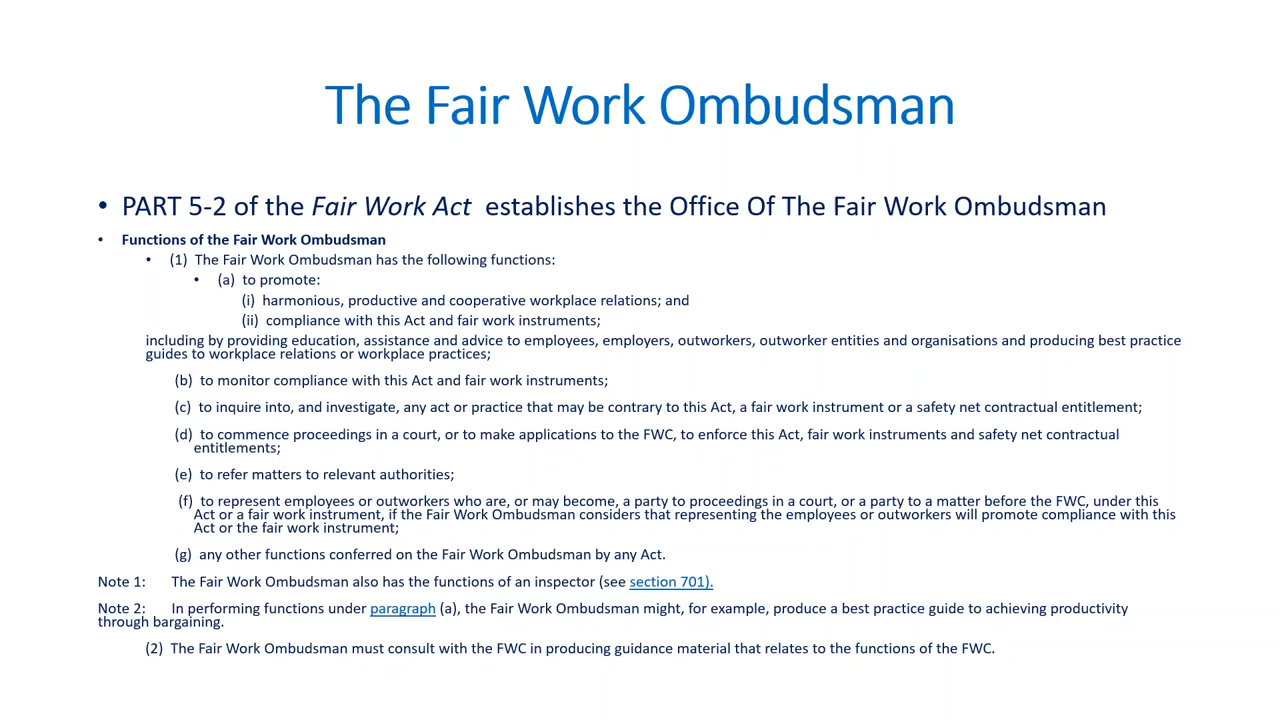 The Fair Work Ombudsman
• PART 5-2 of the Fair Work Act establishes the Office Of The Fair Work Ombudsman
• Functions of the Fair Work Ombudsman
• (1) The Fair Work Ombudsman has the following functions:
• (a) to promote:
(i) harmonious, productive and cooperative workplace relations; and
(ii) compliance with this Act and fair work instruments;
including by providing education, assistance and advice to employees, employers, outworkers, outworker entities and organisations and producing best practice
guides to workplace relations or workplace practices;
(b) to monitor compliance with this Act and fair work instruments;
(c) to inquire into, and investigate, any act or practice that may be contrary to this Act, a fair work instrument or a safety net contractual entitlement;
(d) to commence proceedings in a court, or to make applications to the FWC, to enforce this Act, fair work instruments and safety net contractual
entitlements;
(e) to refer matters to relevant authorities;
(f) to represent employees or outworkers who are, or may become, a party to proceedings in a court, or a party to a matter before the FWC, under this
Act or a fair work instrument, if the Fair Work Ombudsman considers that representing the employees or outworkers will promote compliance with this
Act or the fair work instrument;
(g) any other functions conferred on the Fair Work Ombudsman by any Act.
Note 1: The Fair Work Ombudsman also has the functions of an inspector (see section 701).
Note 2: In performing functions under paragraph (a), the Fair Work Ombudsman might, for example, produce a best practice guide to achieving productivity
through bargaining.
(2) The Fair Work Ombudsman must consult with the FWC in producing guidance material that relates to the functions of the FWC.